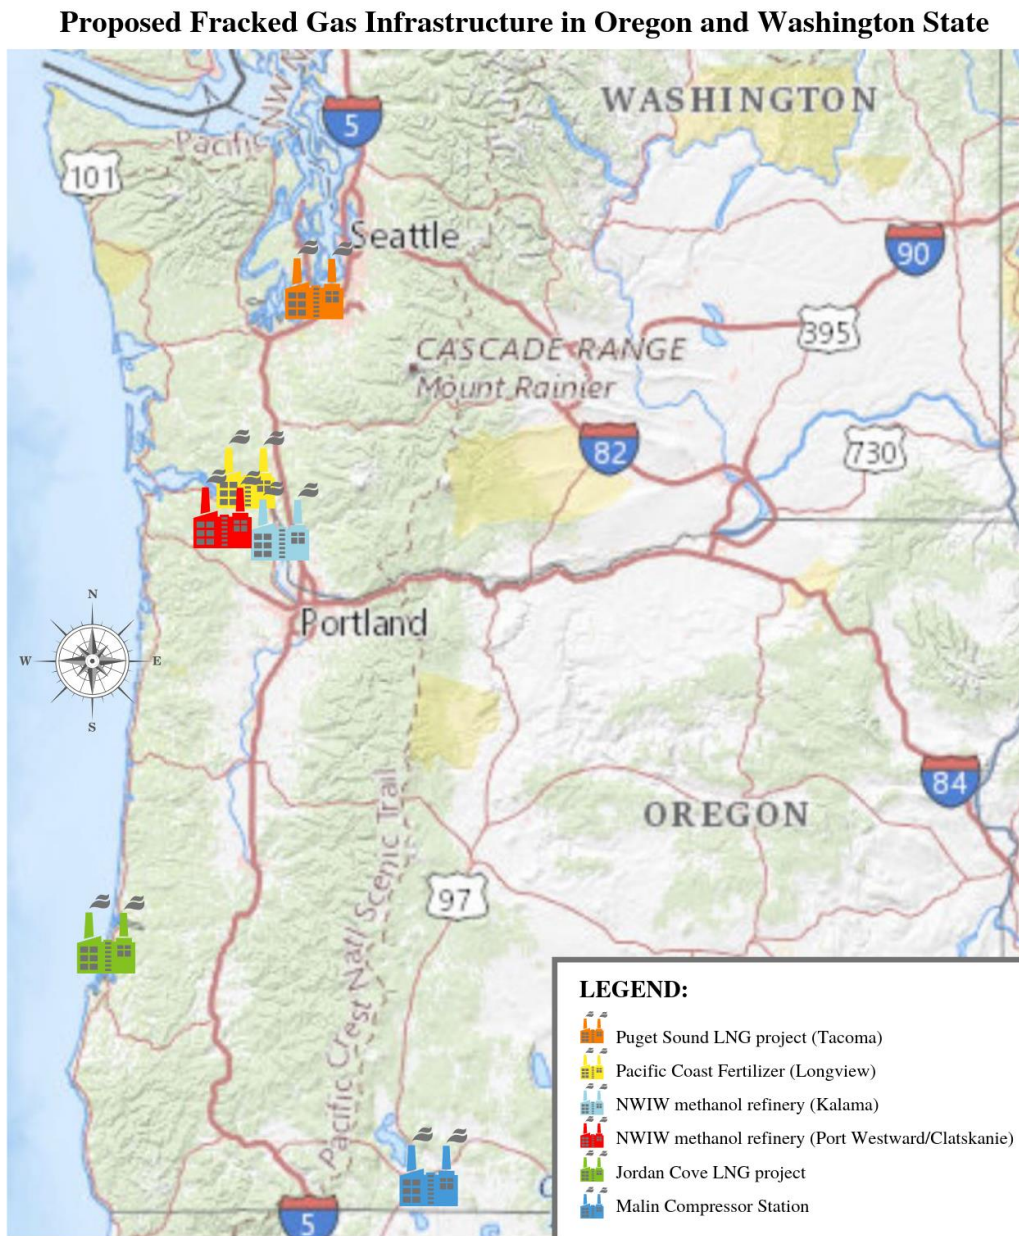 Proposed Fracked Gas Infrastructure in Oregon and Washington State
WASHINGTON
NW
5
Pacific
101
Seattle
90
395
CASCADE RANGE
Mount Rainier
82
730
N
W
E
S
Portland
84
OREGON
97
Pacific Crest Natl Scenic Trail
5
LEGEND:
Puget Sound LNG project (Tacoma)
Pacific Coast Fertilizer (Longview)
NWIW methanol refinery (Kalama)
NWIW methanol refinery (Port Westward/Clatskanie)
Jordan Cove LNG project
Malin Compressor Station